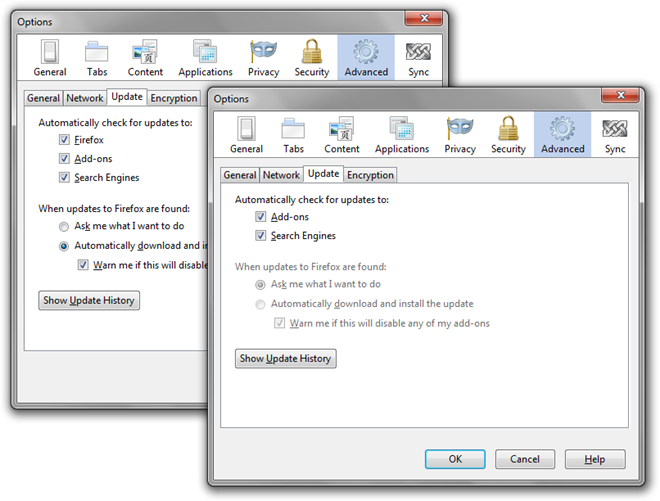 Options
General Tabs Content Applications Privacy Security Advanced Sync
General Network Update Encryption
Automatically check for updates to:
Firefox
Add-ons
Search Engines
When updates to Firefox are found:
Ask me what I want to do
Automatically download and
Warn me if this will
Show Update History
Options
General Tabs Content Applications Privacy Security Advanced Sync
General Network Update Encryption
Automatically check for updates to:
Add-ons
Search Engines
When updates to Firefox are found:
Ask me what I want to do
Automatically download and install the update
Warn me if this will disable any of my add-ons
Show Update History
OK Cancel Help